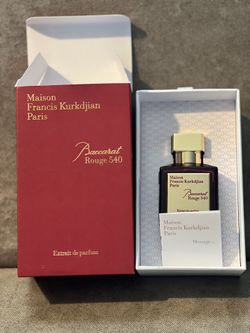 Maison
Francis Kurkdjian
Paris
Baccarat
Rouge 540
Extrait de parfum
Maison
Francis Kurkdjian
Paris
Baccarat
Rouge 540
Maison
Francis Kurkdjian
Paris